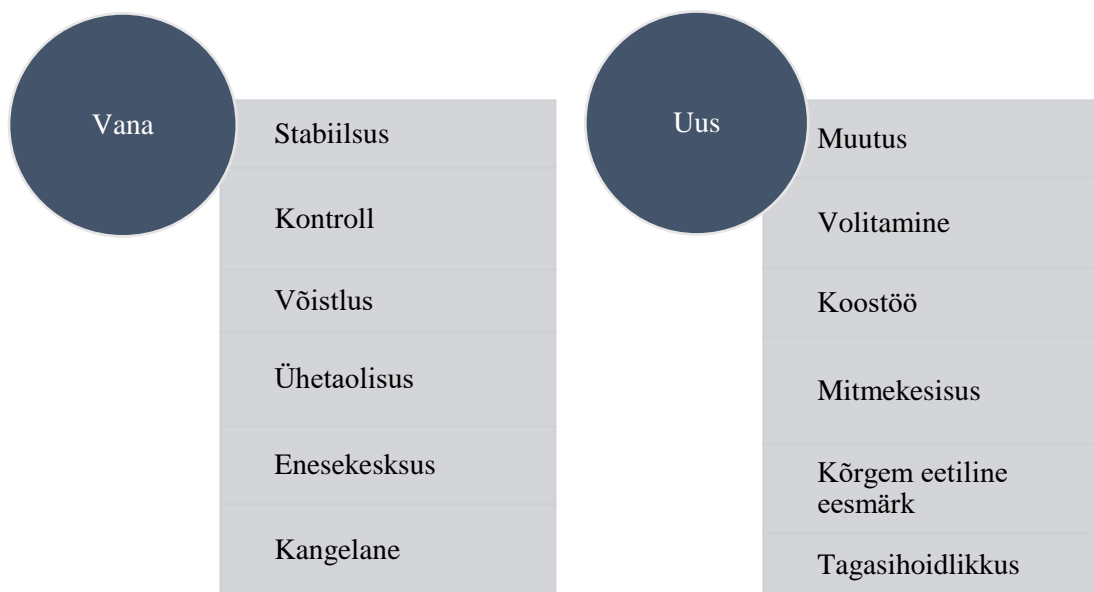 Vana
Stabiilsus
Kontroll
Võistlus
Ühetaolisus
Enesekesksus
Kangelane
Uus
Muutus
Volitamine
Koostöö
Mitmekesisus
Kõrgem eetiline
eesmärk
Tagasihoidlikkus